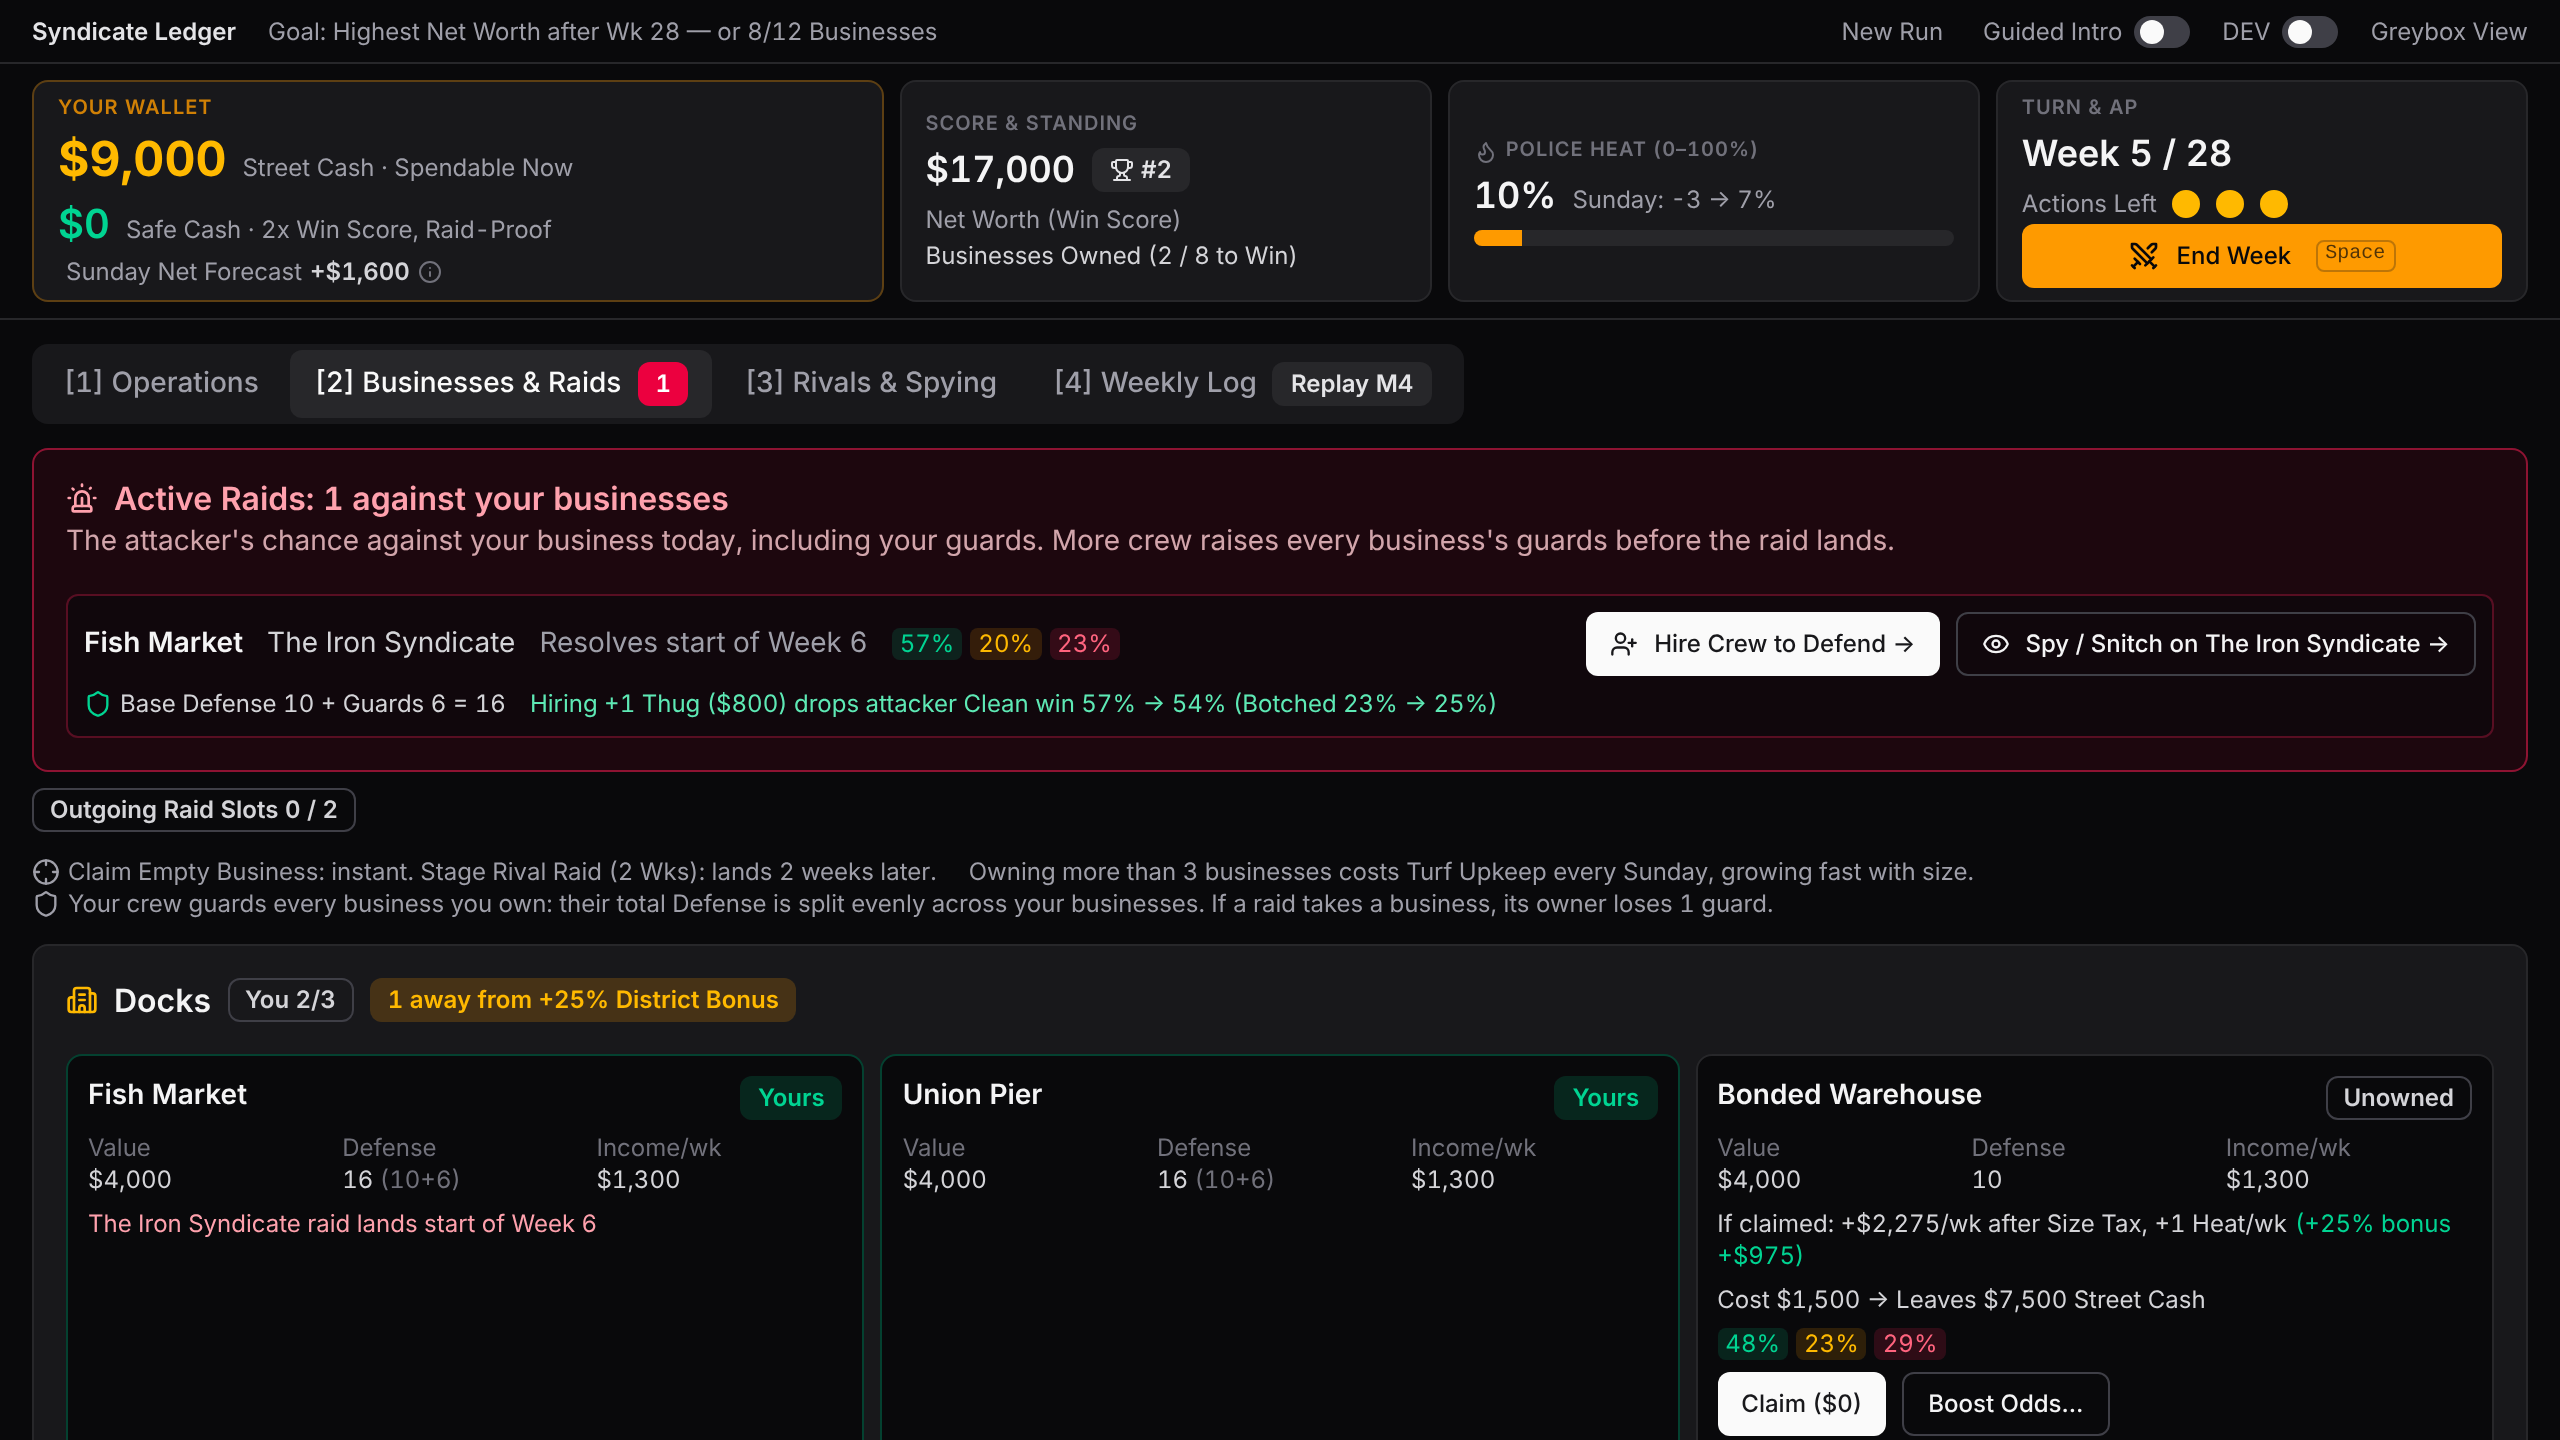 Syndicate Ledger Goal: Highest Net Worth after Wk 28 — or 8/12 Businesses New Run Guided Intro DEV Greybox View
YOUR WALLET
$9,000 Street Cash · Spendable Now
$0 Safe Cash · 2x Win Score, Raid-Proof
Sunday Net Forecast +$1,600
SCORE & STANDING
$17,000 #2
Net Worth (Win Score)
Businesses Owned (2 / 8 to Win)
POLICE HEAT (0–100%)
10% Sunday: -3 → 7%
TURN & AP
Week 5 / 28
Actions Left
End Week Space
[1] Operations [2] Businesses & Raids 1 [3] Rivals & Spying [4] Weekly Log Replay M4
Active Raids: 1 against your businesses
The attacker's chance against your business today, including your guards. More crew raises every business's guards before the raid lands.
Fish Market The Iron Syndicate Resolves start of Week 6 57% 20% 23% Hire Crew to Defend → Spy / Snitch on The Iron Syndicate →
Base Defense 10 + Guards 6 = 16 Hiring +1 Thug ($800) drops attacker Clean win 57% → 54% (Botched 23% → 25%)
Outgoing Raid Slots 0 / 2
Claim Empty Business: instant. Stage Rival Raid (2 Wks): lands 2 weeks later. Owning more than 3 businesses costs Turf Upkeep every Sunday, growing fast with size.
Your crew guards every business you own: their total Defense is split evenly across your businesses. If a raid takes a business, its owner loses 1 guard.
Docks You 2/3 1 away from +25% District Bonus
Fish Market Yours
Value Defense Income/wk
$4,000 16 (10+6) $1,300
The Iron Syndicate raid lands start of Week 6
Union Pier Yours
Value Defense Income/wk
$4,000 16 (10+6) $1,300
Bonded Warehouse Unowned
Value Defense Income/wk
$4,000 10 $1,300
If claimed: +$2,275/wk after Size Tax, +1 Heat/wk (+25% bonus
+$975)
Cost $1,500 → Leaves $7,500 Street Cash
48% 23% 29%
Claim ($0) Boost Odds...